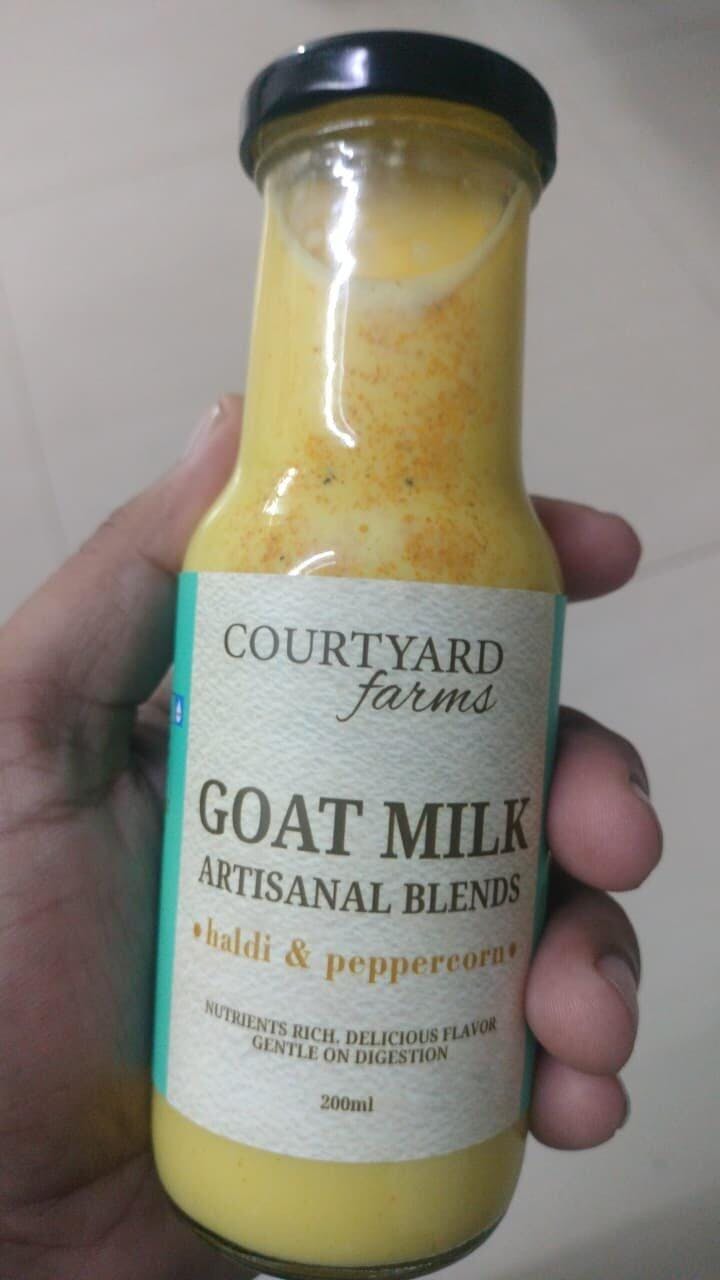 COURTYARD
farms
GOAT MILK
ARTISANAL BLENDS
•haldi & peppercorn•
NUTRIENTS RICH, DELICIOUS FLAVOR
GENTLE ON DIGESTION
200ml